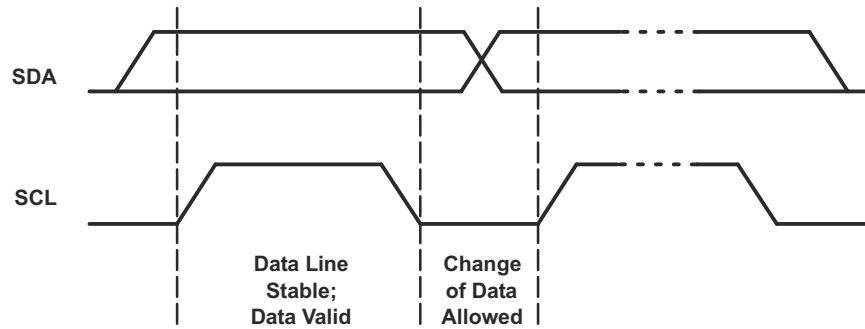 SDA
SCL
Data Line
Stable;
Data Valid
Change
of Data
Allowed